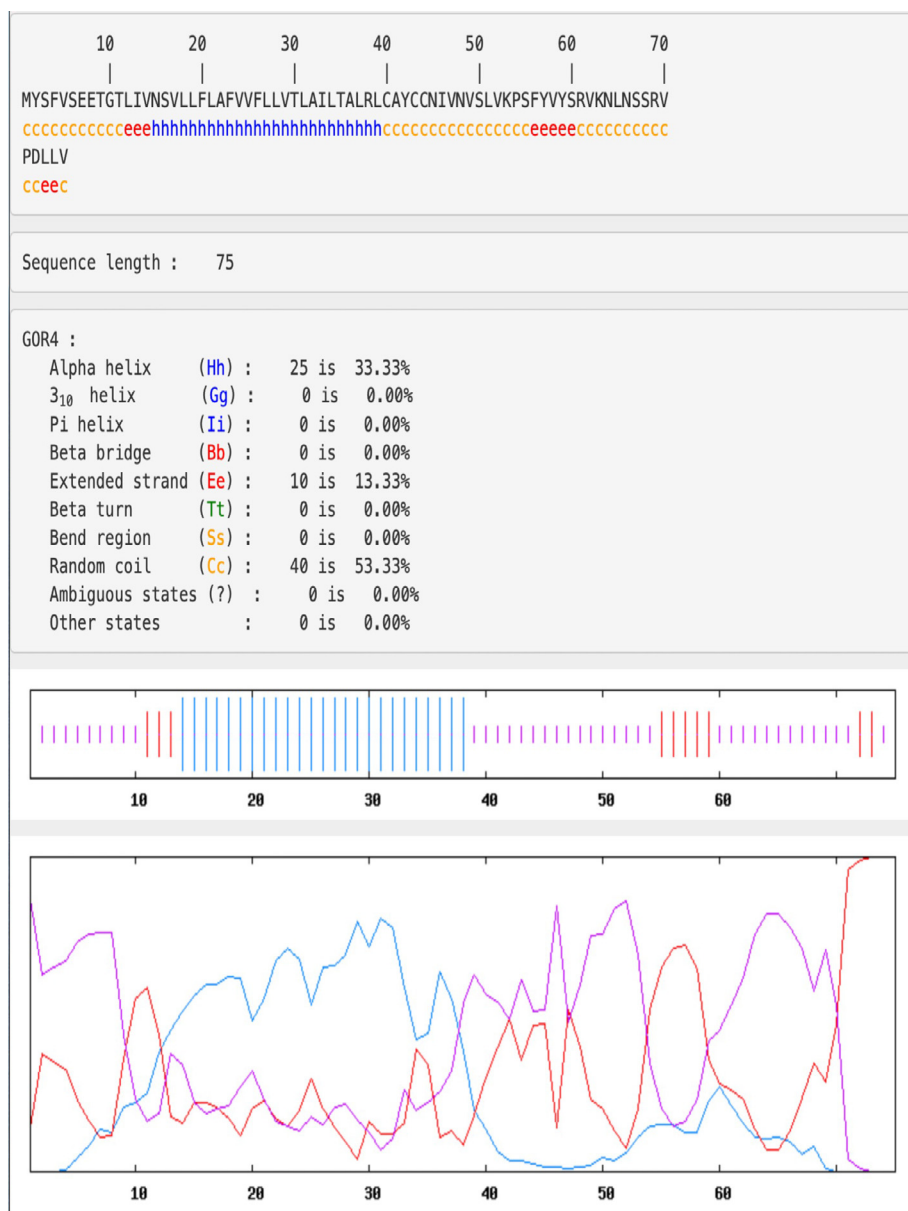 10 20 30 40 50 60 70
| | | | | | |
MYSFVSEETGTLIVNSVLLFLAFVVFLLVTLAILTALRLCAYCCNIVNVSLVKPSFYVYSRVKNLNSSRV
ccccccccccceeehhhhhhhhhhhhhhhhhhhhhhhhhcccccccccccccccceeeeecccccccccc
PDLLV
cceec
Sequence length : 75
GOR4 :
Alpha helix (Hh) : 25 is 33.33%
3₁₀ helix (Gg) : 0 is 0.00%
Pi helix (Ii) : 0 is 0.00%
Beta bridge (Bb) : 0 is 0.00%
Extended strand (Ee) : 10 is 13.33%
Beta turn (Tt) : 0 is 0.00%
Bend region (Ss) : 0 is 0.00%
Random coil (Cc) : 40 is 53.33%
Ambiguous states (?) : 0 is 0.00%
Other states : 0 is 0.00%
10 20 30 40 50 60
10 20 30 40 50 60